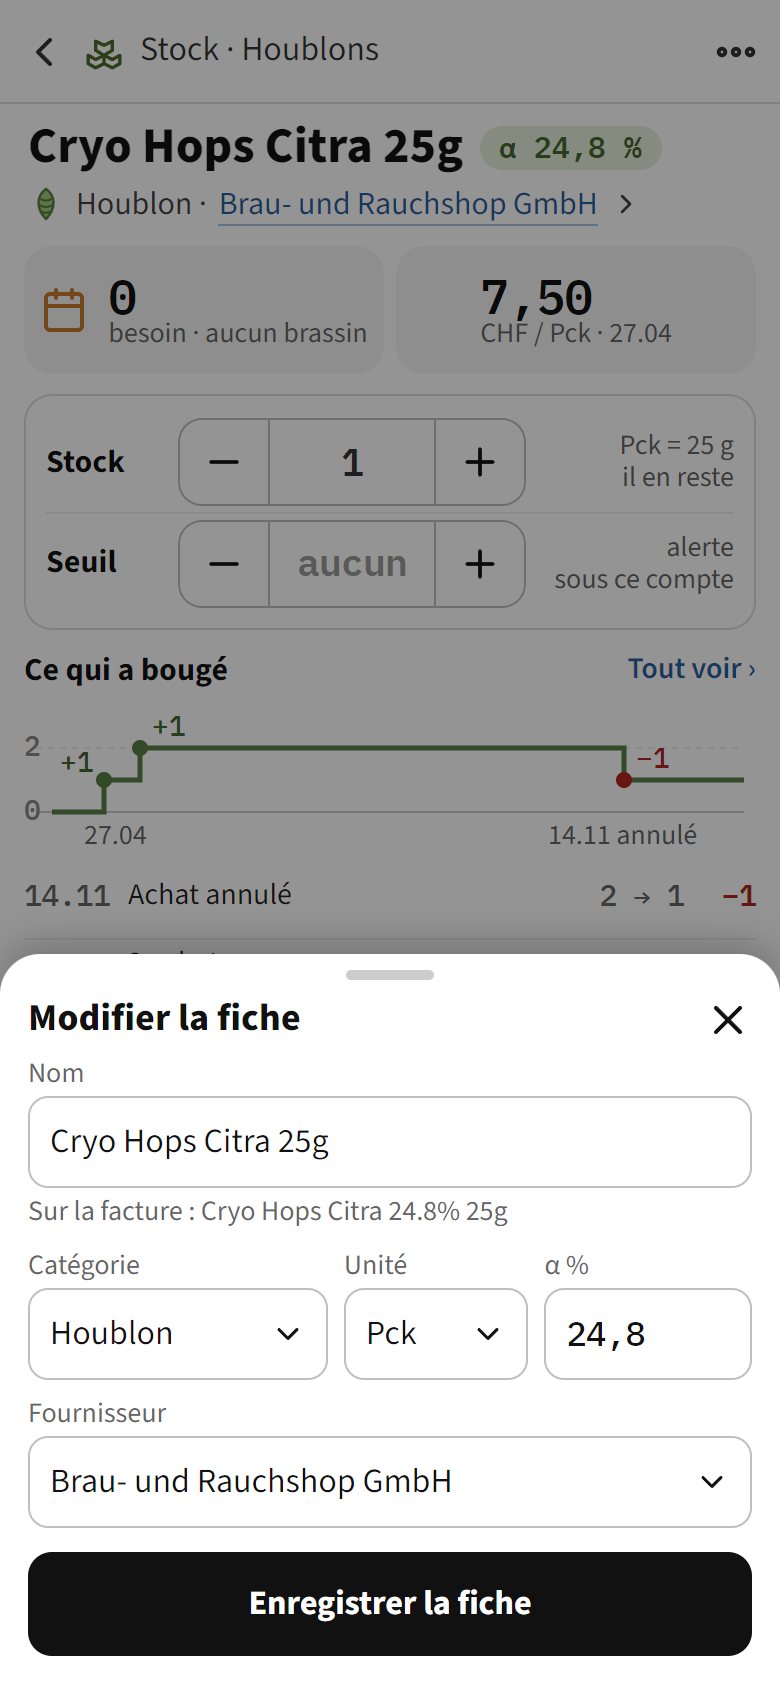 Stock · Houblons
Cryo Hops Citra 25g α 24,8 %
Houblon · Brau- und Rauchshop GmbH
0
besoin · aucun brassin
7,50
CHF / Pck · 27.04
Stock
1
Pck = 25 g
il en reste
Seuil
aucun
alerte
sous ce compte
Ce qui a bougé
Tout voir ›
2
+1
+1
−1
0
27.04
14.11 annulé
14.11 Achat annulé 2 → 1 −1
Modifier la fiche
Nom
Cryo Hops Citra 25g
Sur la facture : Cryo Hops Citra 24.8% 25g
Catégorie Unité α %
Houblon Pck 24,8
Fournisseur
Brau- und Rauchshop GmbH
Enregistrer la fiche